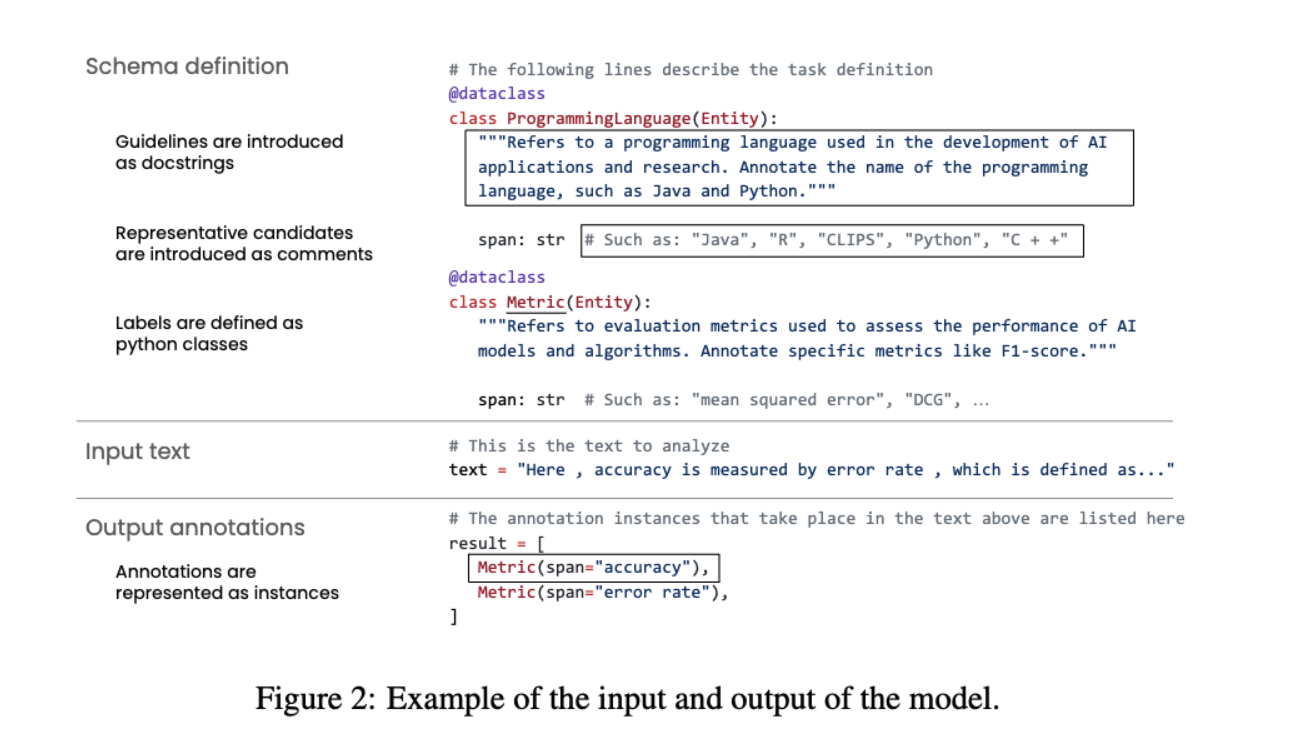 Schema definition
# The following lines describe the task definition
@dataclass
class ProgrammingLanguage(Entity):
Guidelines are introduced
as docstrings
"""Refers to a programming language used in the development of AI
applications and research. Annotate the name of the programming
language, such as Java and Python."""
Representative candidates
are introduced as comments
span: str # Such as: "Java", "R", "CLIPS", "Python", "C + +"
@dataclass
class Metric(Entity):
Labels are defined as
python classes
"""Refers to evaluation metrics used to assess the performance of AI
models and algorithms. Annotate specific metrics like F1-score."""
span: str # Such as: "mean squared error", "DCG", ...
Input text
# This is the text to analyze
text = "Here , accuracy is measured by error rate , which is defined as..."
Output annotations
# The annotation instances that take place in the text above are listed here
result = [
Annotations are
represented as instances
Metric(span="accuracy"),
Metric(span="error rate"),
]
Figure 2: Example of the input and output of the model.